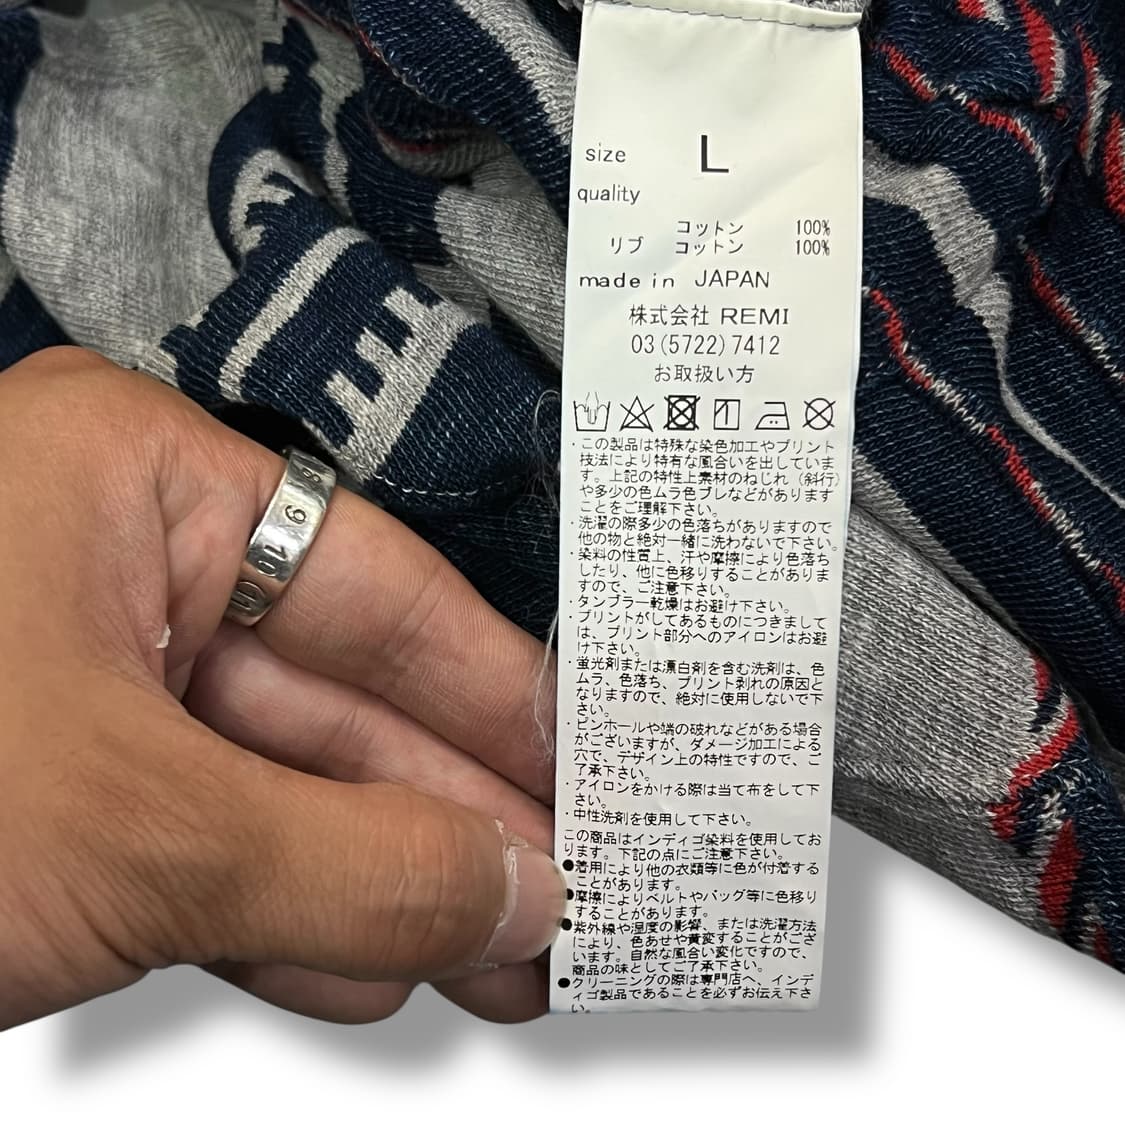 size L
quality
コットン 100%
リブ コットン 100%
made in JAPAN
株式会社 REMI
03(5722)7412
お取扱い方
・この製品は特殊な染色加工やプリント
技法により特有な風合いを出していま
す。上記の特性上素材のねじれ（斜行）
や多少の色ムラ色ブレなどがあります
ことをご理解下さい。
・洗濯の際多少の色落ちがありますので
他の物と絶対一緒に洗わないで下さい。
・染料の性質上、汗や摩擦により色落ち
したり、他に色移りすることがありま
すので、ご注意下さい。
・タンブラー乾燥はお避け下さい。
・プリントがしてあるものにつきまして
は、プリント部分へのアイロンはお避
け下さい。
・蛍光剤または漂白剤を含む洗剤は、色
ムラ、色落ち、プリント剥れの原因と
なりますので、絶対に使用しないで下
さい。
・ピンホールや端の破れなどがある場合
がございますが、ダメージ加工による
穴で、デザイン上の特性ですので、ご
了承下さい。
・アイロンをかける際は当て布をして下
さい。
・中性洗剤を使用して下さい。
この商品はインディゴ染料を使用してお
ります。下記の点にご注意下さい。
●着用により他の衣類等に色が付着する
ことがあります。
●摩擦によりベルトやバッグ等に色移り
することがあります。
●紫外線や湿度の影響、または洗濯方法
により、色あせや黄変することがござ
います。自然な風合い変化ですので、
商品の味としてご了承下さい。
●クリーニングの際は専門店へ、インデ
ィゴ製品であることを必ずお伝え下さ
い。
9
10
11